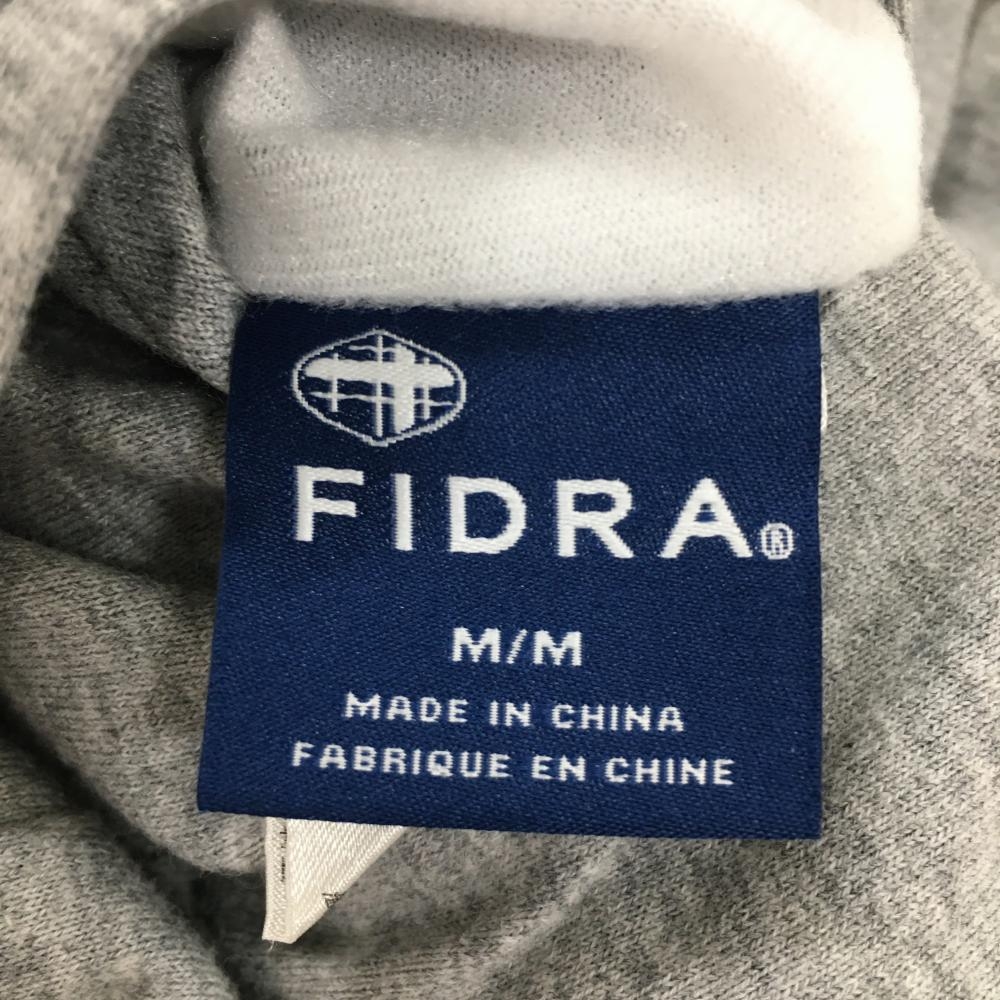 FIDRA®
M/M
MADE IN CHINA
FABRIQUE EN CHINE